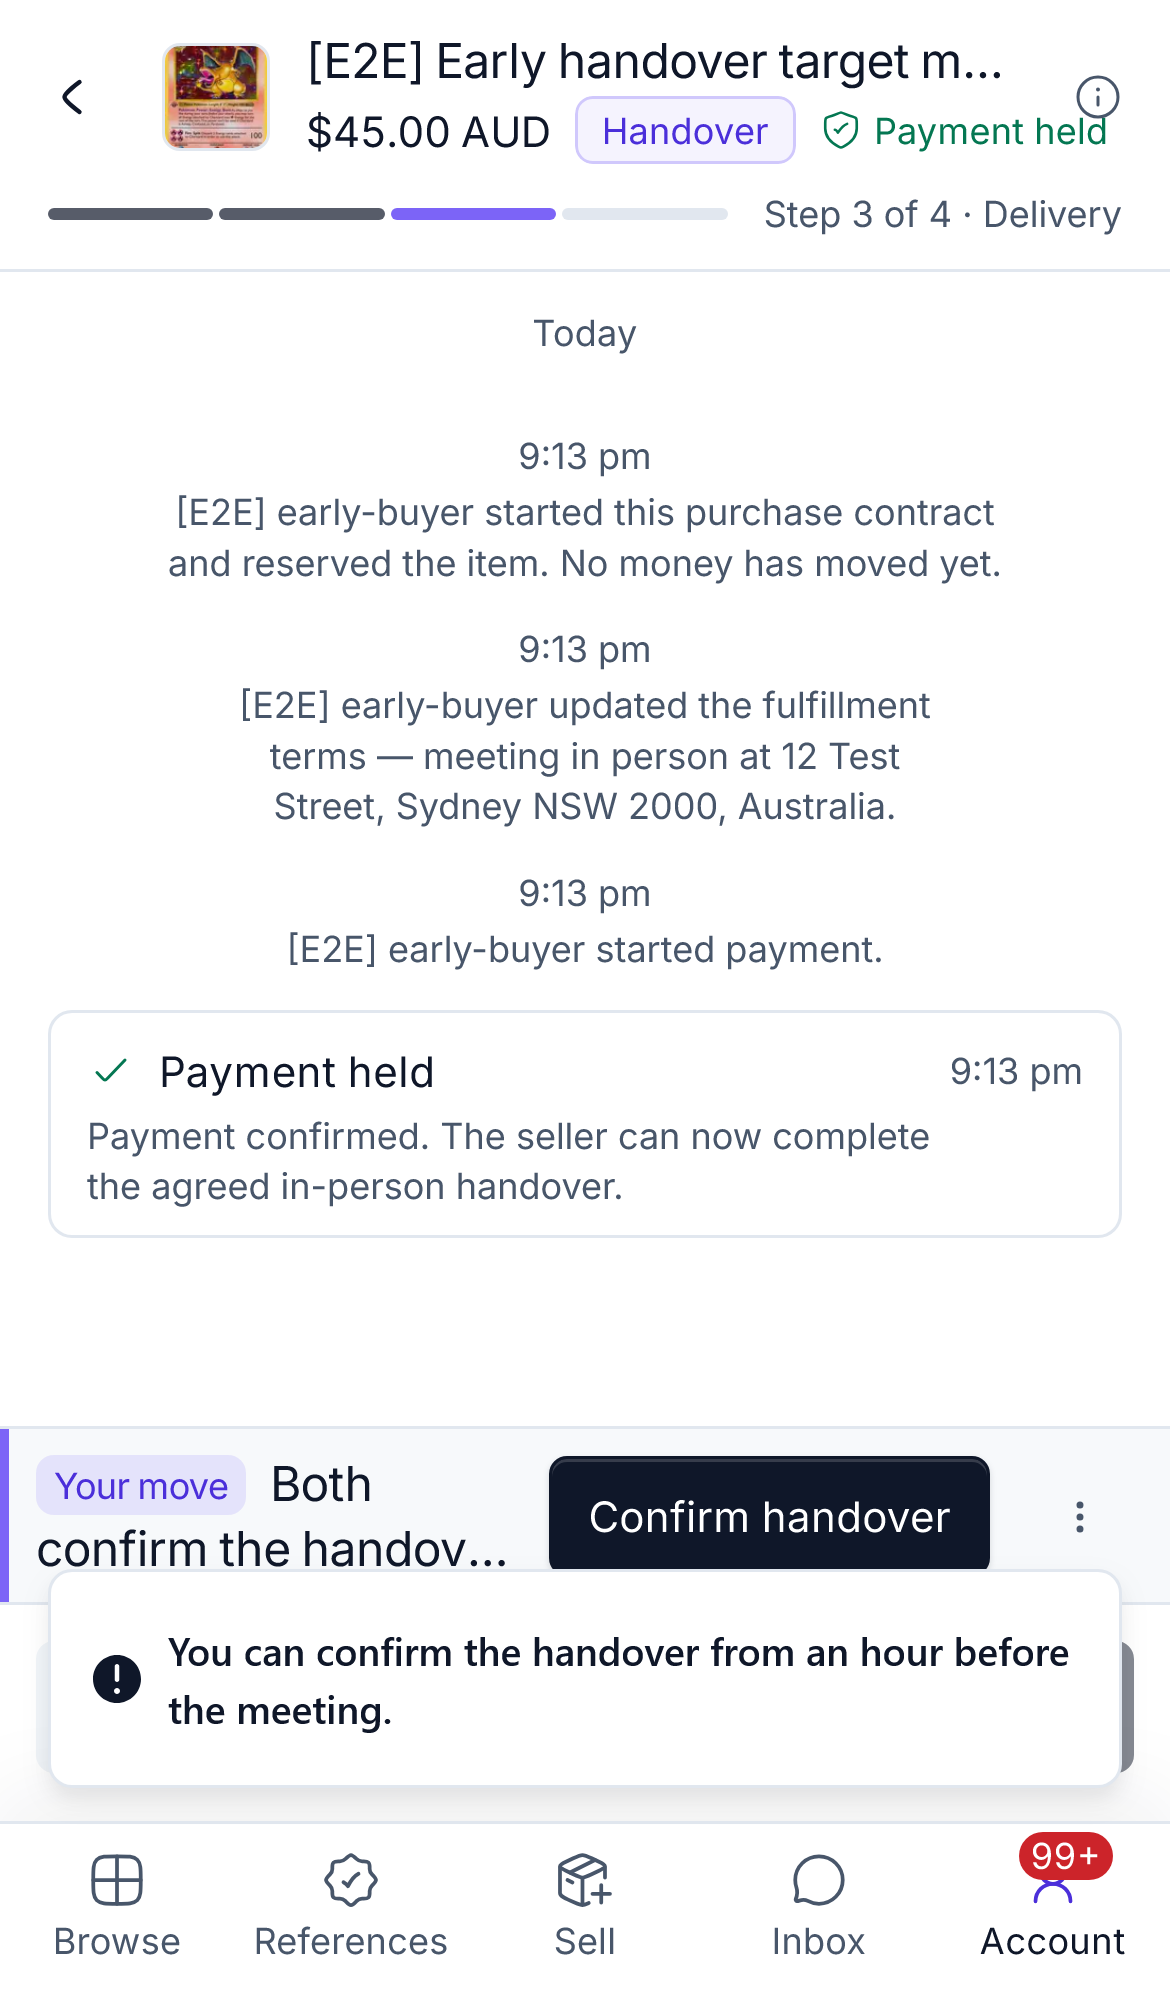 [E2E] Early handover target m...
$45.00 AUD
Handover
Payment held
Step 3 of 4 · Delivery
Today
9:13 pm
[E2E] early-buyer started this purchase contract
and reserved the item. No money has moved yet.
9:13 pm
[E2E] early-buyer updated the fulfillment
terms — meeting in person at 12 Test
Street, Sydney NSW 2000, Australia.
9:13 pm
[E2E] early-buyer started payment.
Payment held
9:13 pm
Payment confirmed. The seller can now complete
the agreed in-person handover.
Your move Both
confirm the handov...
Confirm handover
You can confirm the handover from an hour before
the meeting.
99+
Browse
References
Sell
Inbox
Account